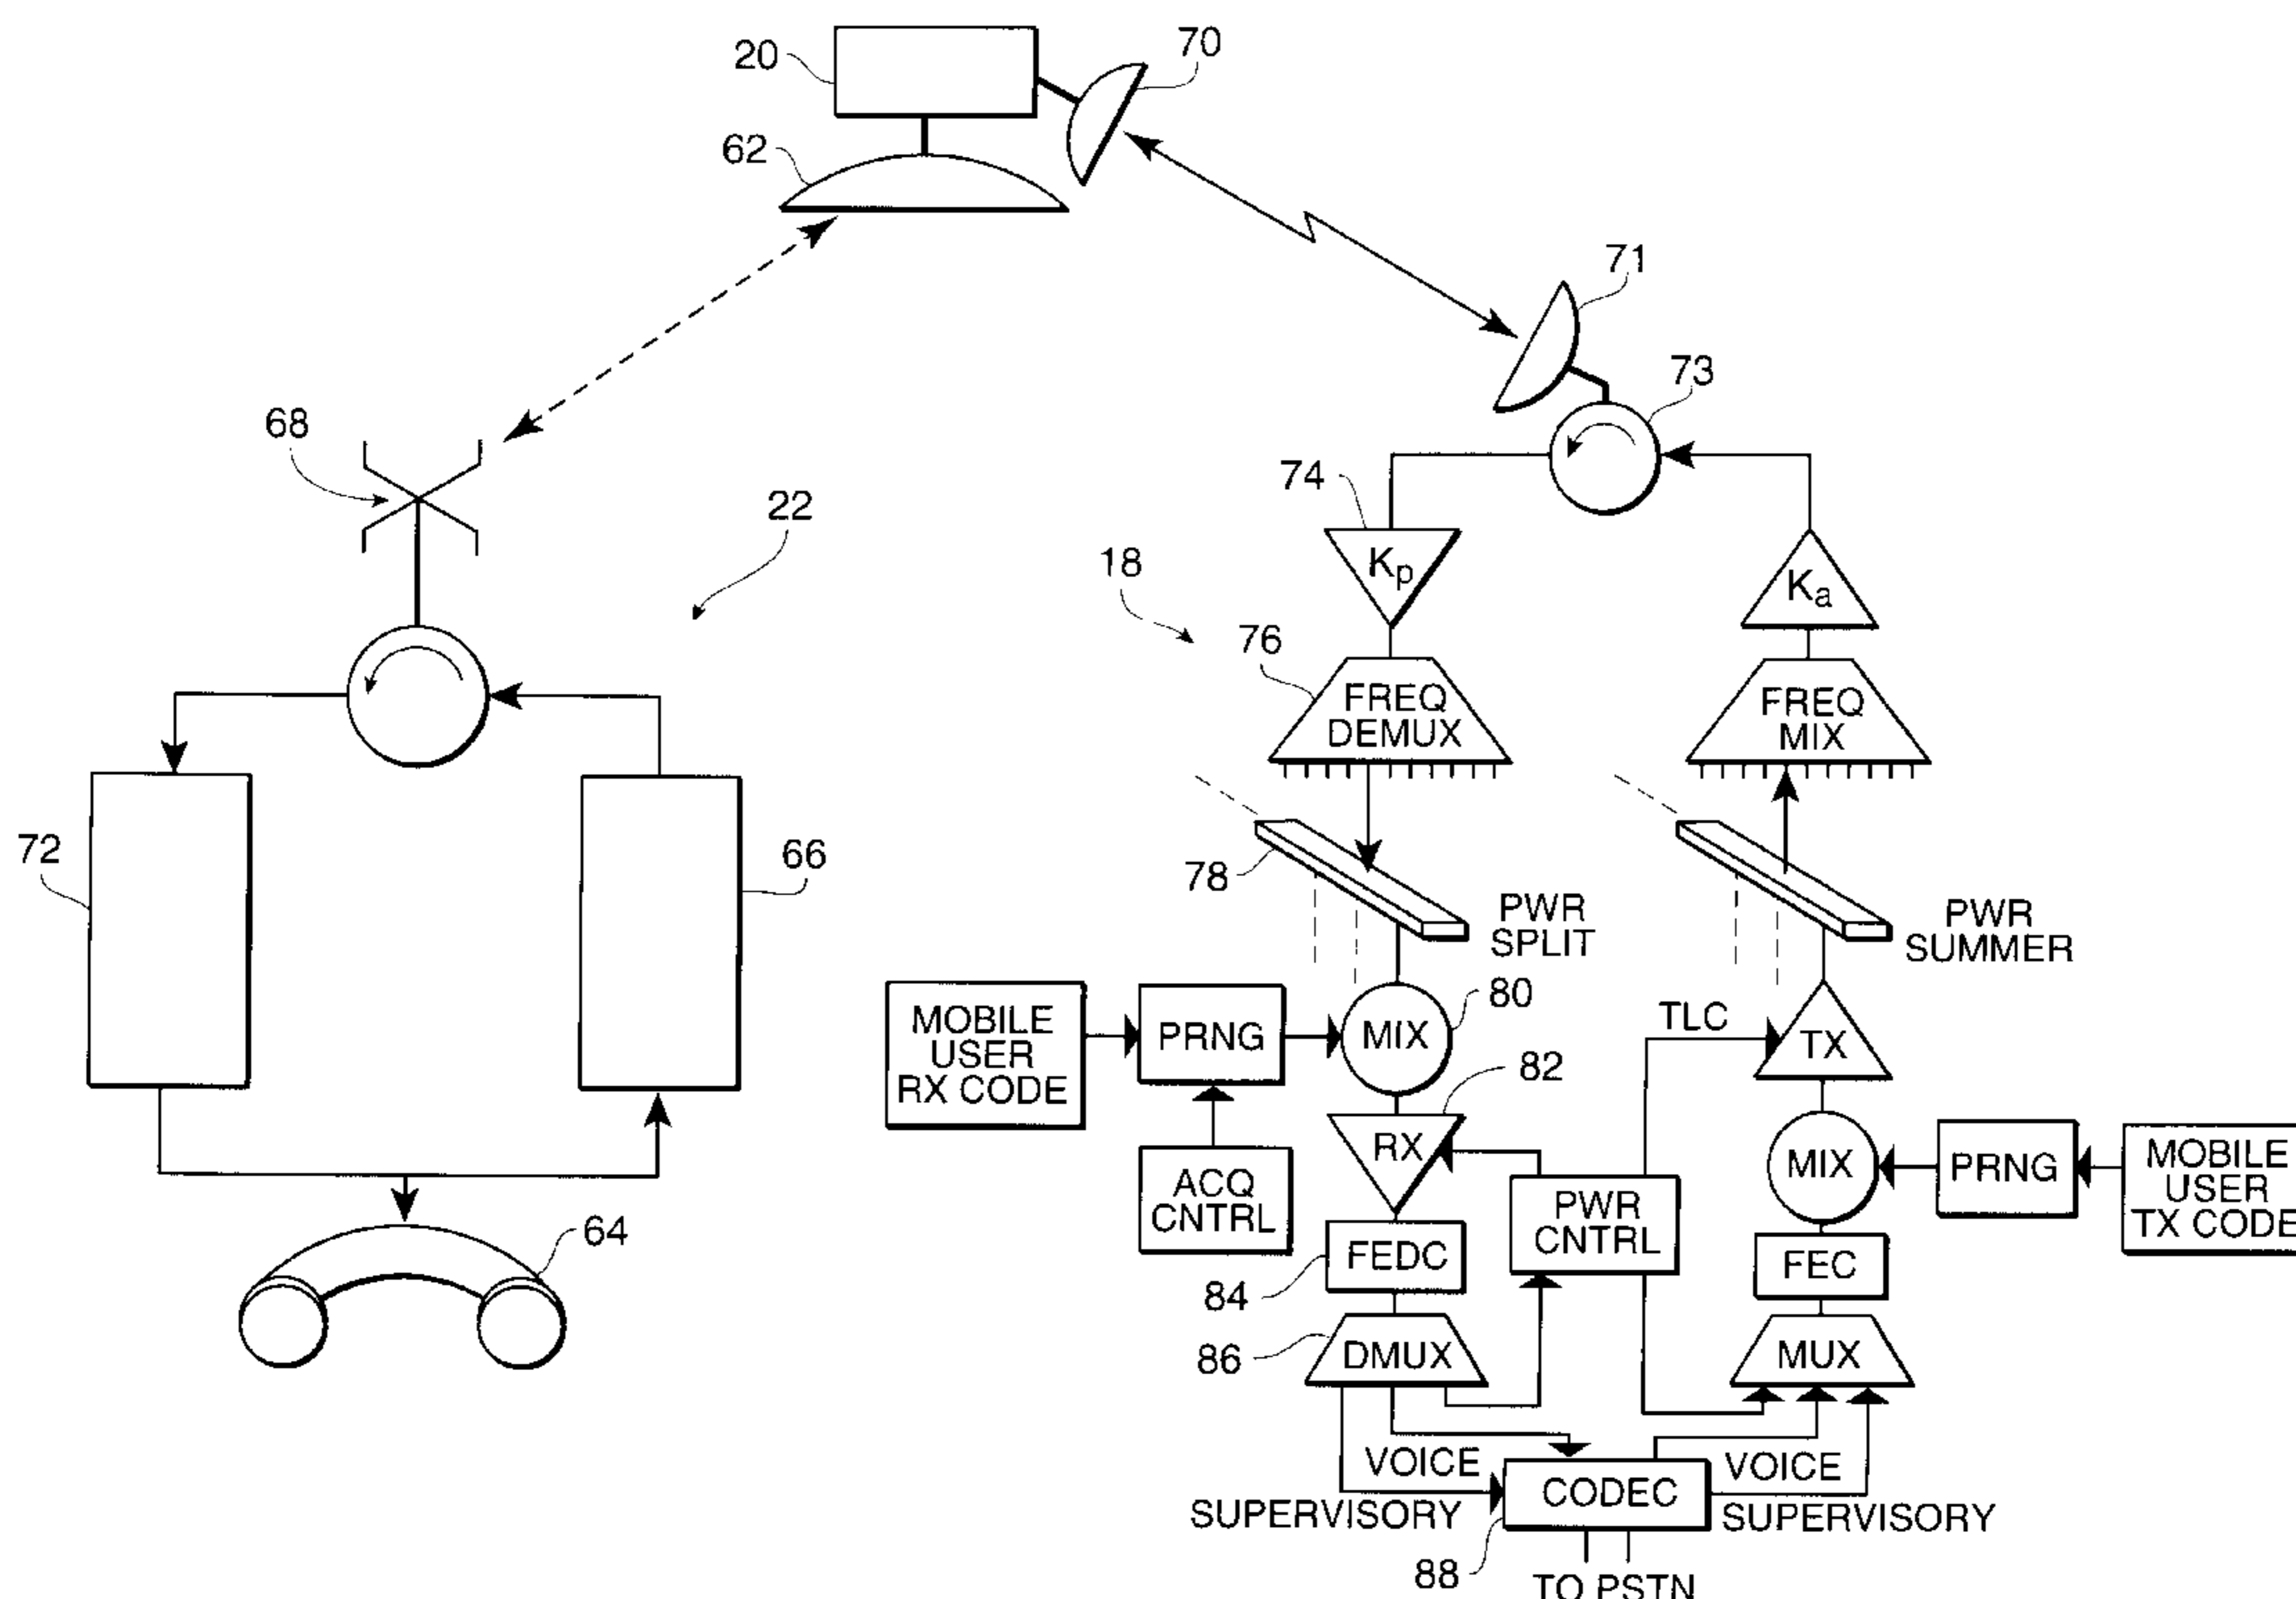 20
70
62
71
73
68
74
22
Kp
18
Ka
76
FREQ
DEMUX
FREQ
MIX
72
66
78
PWR
SPLIT
PWR
SUMMER
MOBILE
USER
RX CODE
PRNG
MIX
80
TLC
TX
82
RX
ACQ
CNTRL
PWR
CNTRL
MIX
PRNG
MOBILE
USER
TX CODE
64
FEDC
84
FEC
86
DMUX
MUX
VOICE
SUPERVISORY
CODEC
VOICE
SUPERVISORY
88
TO PSTN